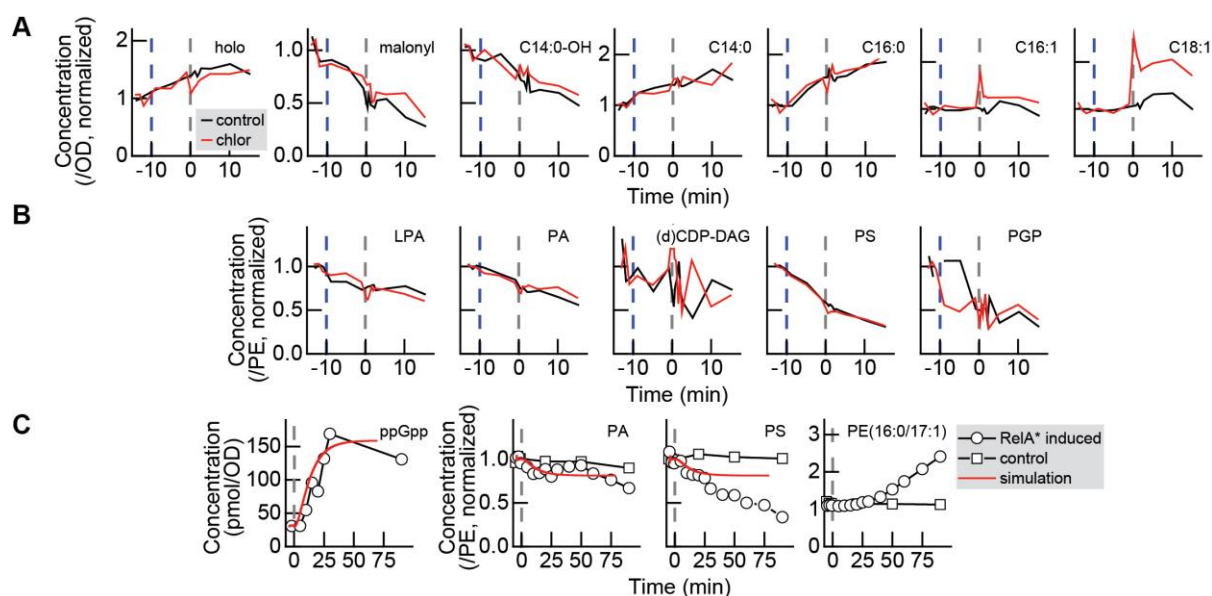 A
Concentration
(/OD, normalized)
2
1
0
holo
control
chlor
-10 0 10
1.0
0.5
0.0
malonyl
-10 0 10
C14:0-OH
-10 0 10
2
1
0
C14:0
-10 0 10
C16:0
-10 0 10
C16:1
-10 0 10
C18:1
-10 0 10
Time (min)
B
Concentration
(/PE, normalized)
1.0
0.5
0.0
LPA
-10 0 10
PA
-10 0 10
(d)CDP-DAG
-10 0 10
PS
-10 0 10
PGP
-10 0 10
Time (min)
C
Concentration
(pmol/OD)
150
100
50
0
ppGpp
0 25 50 75
Concentration
(/PE, normalized)
1.0
0.5
0.0
PA
0 25 50 75
PS
0 25 50 75
3
2
1
0
PE(16:0/17:1)
0 25 50 75
Time (min)
RelA* induced
control
simulation